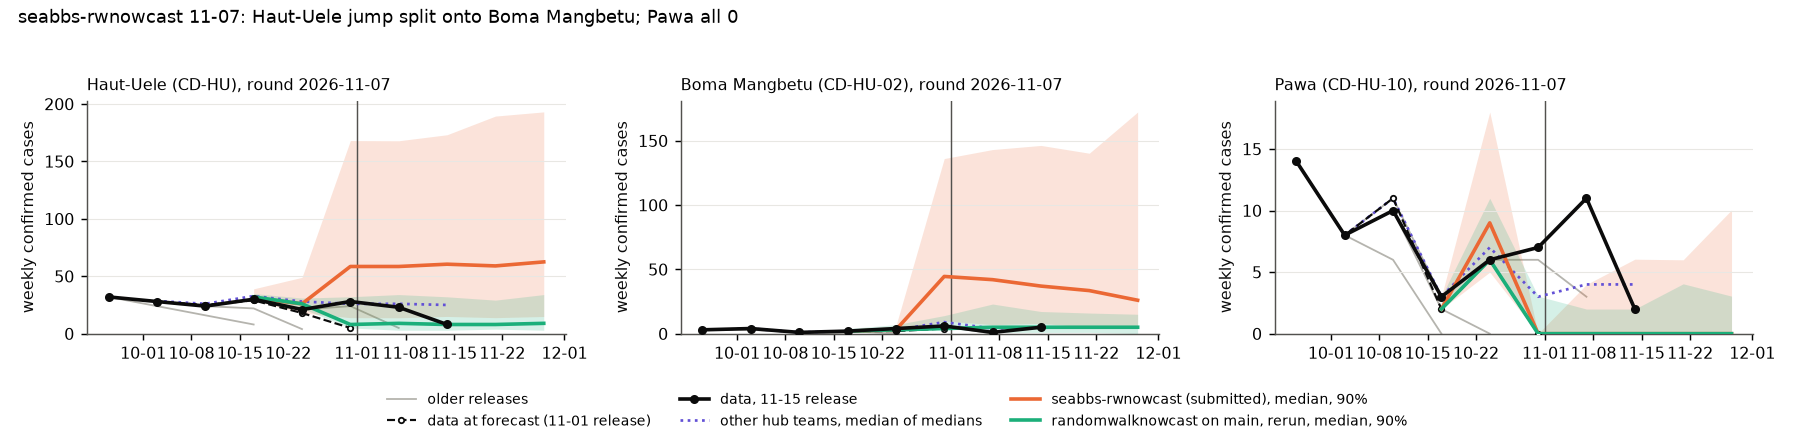 seabbs-rwnowcast 11-07: Haut-Uele jump split onto Boma Mangbetu; Pawa all 0
Haut-Uele (CD-HU), round 2026-11-07
weekly confirmed cases
200
150
100
50
0
10-01 10-08 10-15 10-22 11-01 11-08 11-15 11-22 12-01
Boma Mangbetu (CD-HU-02), round 2026-11-07
weekly confirmed cases
150
100
50
0
10-01 10-08 10-15 10-22 11-01 11-08 11-15 11-22 12-01
Pawa (CD-HU-10), round 2026-11-07
weekly confirmed cases
15
10
5
0
10-01 10-08 10-15 10-22 11-01 11-08 11-15 11-22 12-01
older releases
data at forecast (11-01 release)
data, 11-15 release
other hub teams, median of medians
seabbs-rwnowcast (submitted), median, 90%
randomwalknowcast on main, rerun, median, 90%